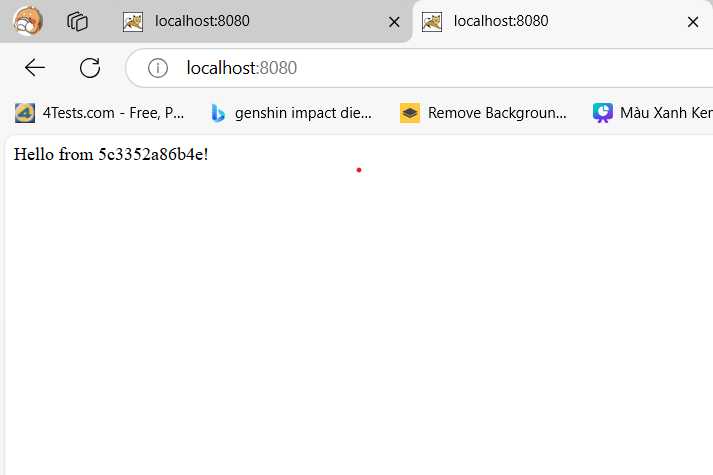 localhost:8080
localhost:8080
localhost:8080
4Tests.com - Free, P...
genshin impact die...
Remove Backgroun...
Màu Xanh Ker
Hello from 5c3352a86b4e!